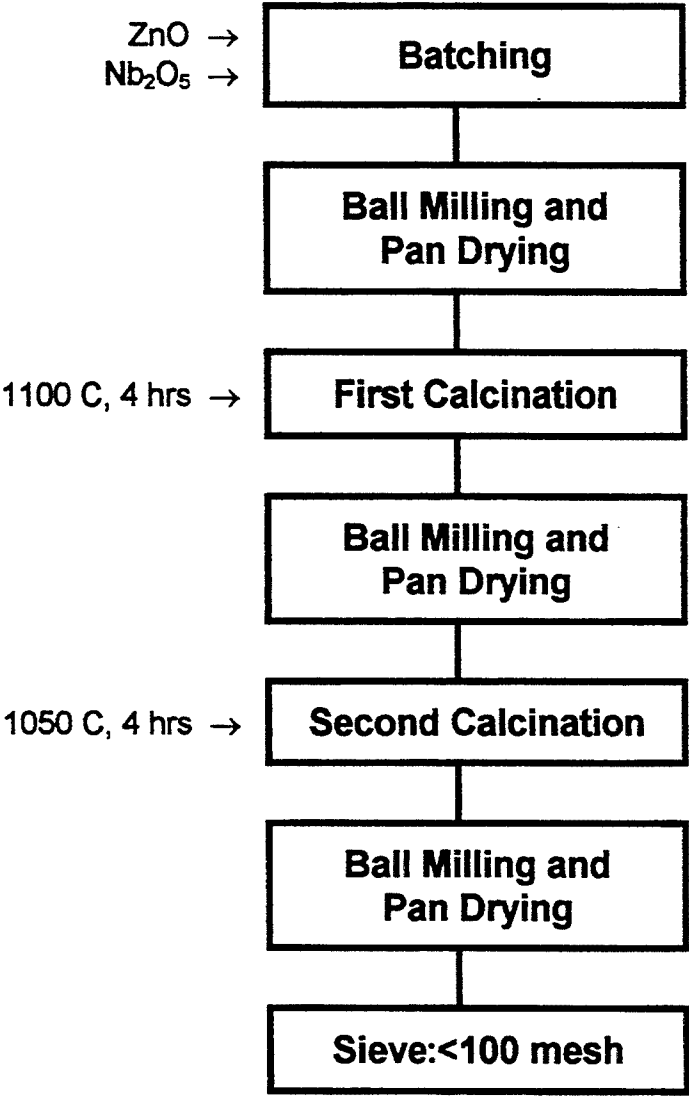 ZnO →
Nb₂O₅ →
Batching
Ball Milling and
Pan Drying
1100 C, 4 hrs →
First Calcination
Ball Milling and
Pan Drying
1050 C, 4 hrs →
Second Calcination
Ball Milling and
Pan Drying
Sieve:<100 mesh